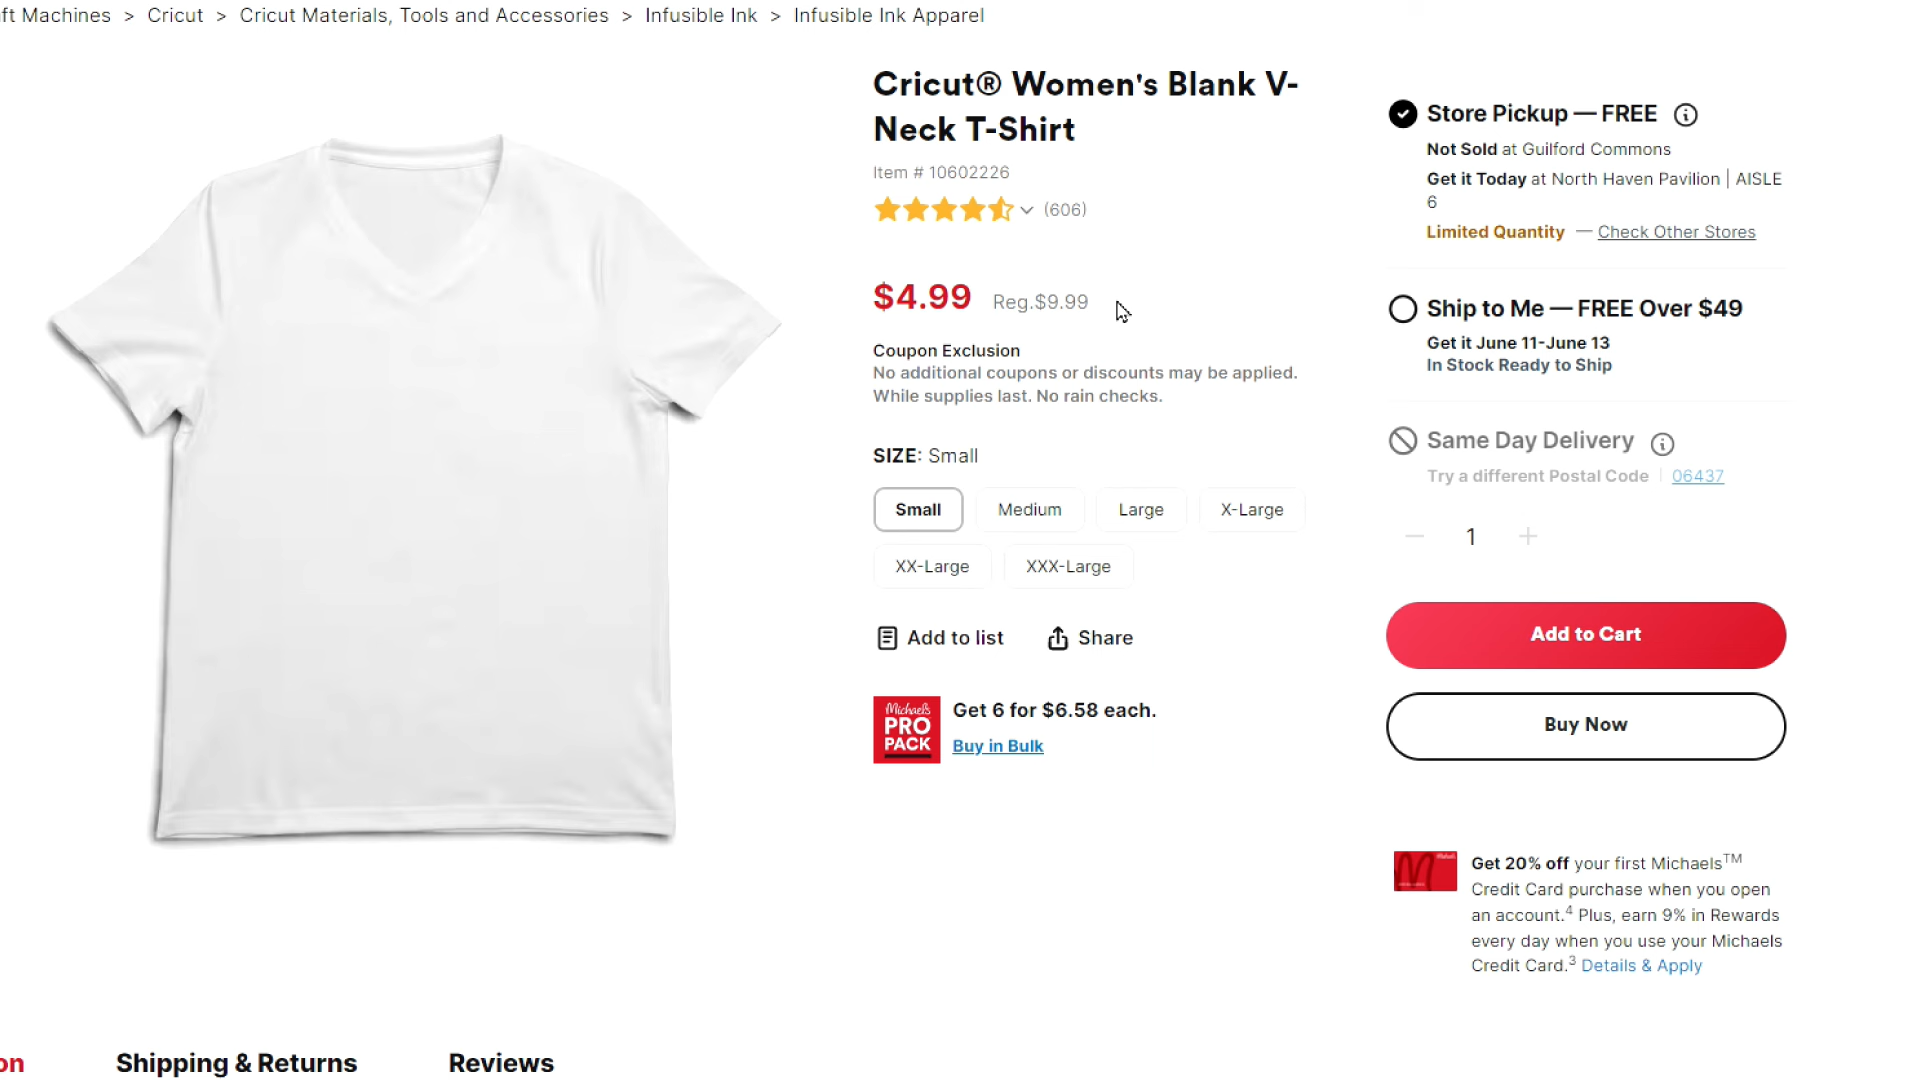 ft Machines > Cricut > Cricut Materials, Tools and Accessories > Infusible Ink > Infusible Ink Apparel
Cricut® Women's Blank V-
Neck T-Shirt
Item # 10602226
(606)
$4.99 Reg.$9.99
Coupon Exclusion
No additional coupons or discounts may be applied.
While supplies last. No rain checks.
SIZE: Small
Small Medium Large X-Large
XX-Large XXX-Large
Add to list Share
Michaels
PRO
PACK
Get 6 for $6.58 each.
Buy in Bulk
Store Pickup — FREE
Not Sold at Guilford Commons
Get it Today at North Haven Pavilion | AISLE
6
Limited Quantity — Check Other Stores
Ship to Me — FREE Over $49
Get it June 11-June 13
In Stock Ready to Ship
Same Day Delivery
Try a different Postal Code | 06437
− 1 +
Add to Cart
Buy Now
Get 20% off your first Michaels™
Credit Card purchase when you open
an account.⁴ Plus, earn 9% in Rewards
every day when you use your Michaels
Credit Card.³ Details & Apply
on Shipping & Returns Reviews